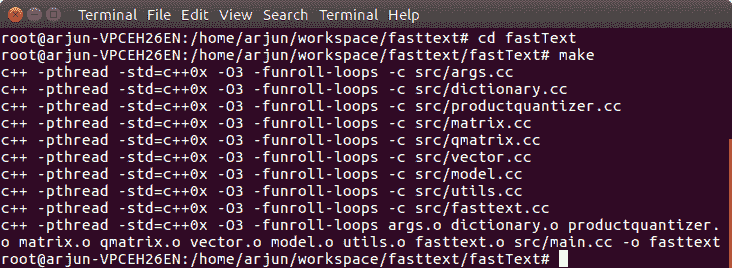 Terminal Terminal File Edit View Search Terminal Help
root@arjun-VPCEH26EN:/home/arjun/workspace/fasttext# cd fastText
root@arjun-VPCEH26EN:/home/arjun/workspace/fasttext/fastText# make
c++ -pthread -std=c++0x -O3 -funroll-loops -c src/args.cc
c++ -pthread -std=c++0x -O3 -funroll-loops -c src/dictionary.cc
c++ -pthread -std=c++0x -O3 -funroll-loops -c src/productquantizer.cc
c++ -pthread -std=c++0x -O3 -funroll-loops -c src/matrix.cc
c++ -pthread -std=c++0x -O3 -funroll-loops -c src/qmatrix.cc
c++ -pthread -std=c++0x -O3 -funroll-loops -c src/vector.cc
c++ -pthread -std=c++0x -O3 -funroll-loops -c src/model.cc
c++ -pthread -std=c++0x -O3 -funroll-loops -c src/utils.cc
c++ -pthread -std=c++0x -O3 -funroll-loops -c src/fasttext.cc
c++ -pthread -std=c++0x -O3 -funroll-loops args.o dictionary.o productquantizer.
o matrix.o qmatrix.o vector.o model.o utils.o fasttext.o src/main.cc -o fasttext
root@arjun-VPCEH26EN:/home/arjun/workspace/fasttext/fastText#